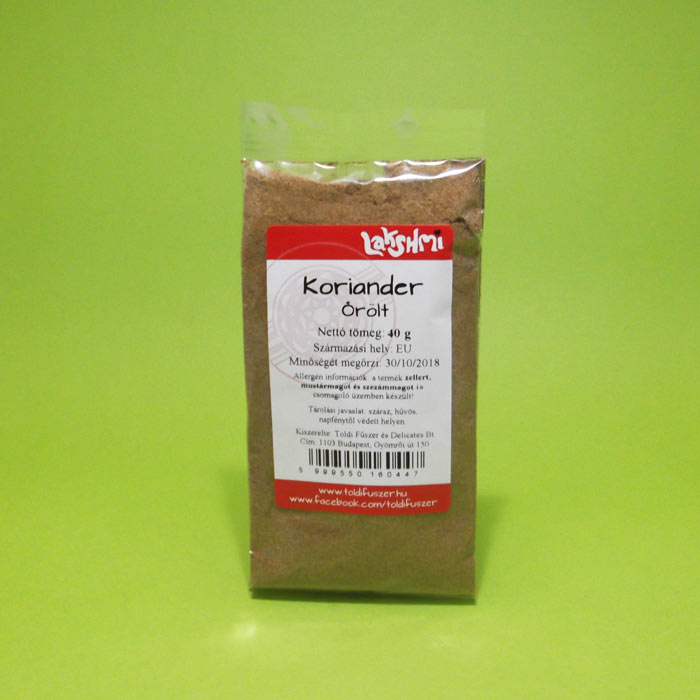 LAKSHMi
Koriander
Őrölt
Nettó tömeg: 40 g
Származási hely: EU
Minőségét megőrzi: 30/10/2018
Allergén információk: a termék zellert,
mustármagot és szezámmagot is
csomagoló üzemben készült!
Tárolási javaslat: száraz, hűvös,
napfénytől védett helyen.
Kiszerelte: Toldi Fűszer és Delicates Bt.
Cím: 1103 Budapest, Gyömrői út 150
5 999550 160447
www.toldifuszer.hu
www.facebook.com/toldifuszer